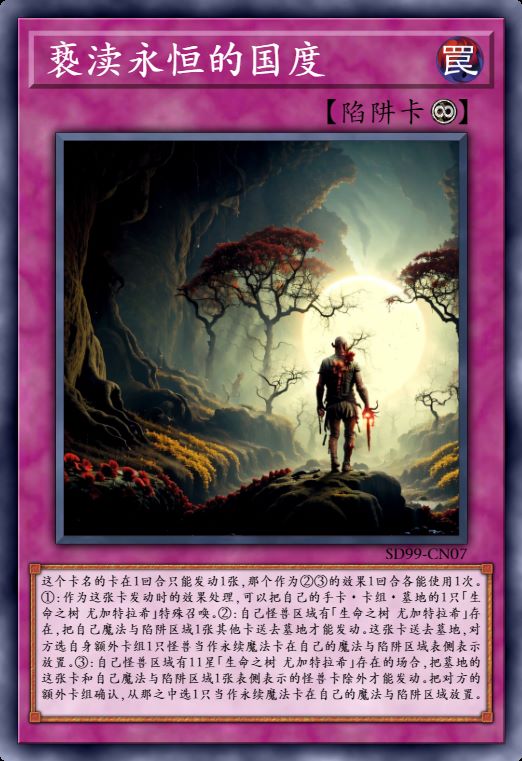 亵渎永恒的国度
罠
【陷阱卡♾】
SD99-CN07
这个卡名的卡在1回合只能发动1张,那个作为②③的效果1回合各能使用1次。
①:作为这张卡发动时的效果处理,可以把自己的手卡·卡组·墓地的1只「生
命之树 尤加特拉希」特殊召唤。②:自己怪兽区域有「生命之树 尤加特拉希」存
在,把自己魔法与陷阱区域1张其他卡送去墓地才能发动。这张卡送去墓地,对
方选自身额外卡组1只怪兽当作永续魔法卡在自己的魔法与陷阱区域表侧表示
放置。③:自己怪兽区域有11星「生命之树 尤加特拉希」存在的场合,把墓地的
这张卡和自己魔法与陷阱区域1张表侧表示的怪兽卡除外才能发动。把对方的
额外卡组确认,从那之中选1只当作永续魔法卡在自己的魔法与陷阱区域放置。